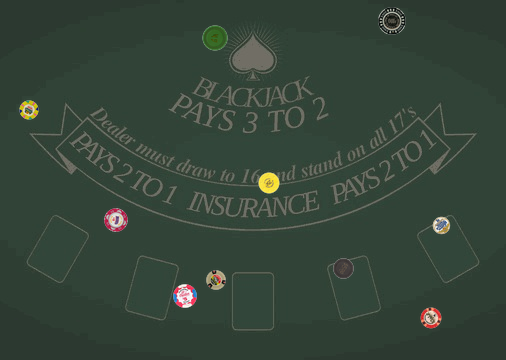 BLACKJACK
PAYS 3 TO 2
Dealer must draw to 16 and stand on all 17's
PAYS 2 TO 1 INSURANCE PAYS 2 TO 1